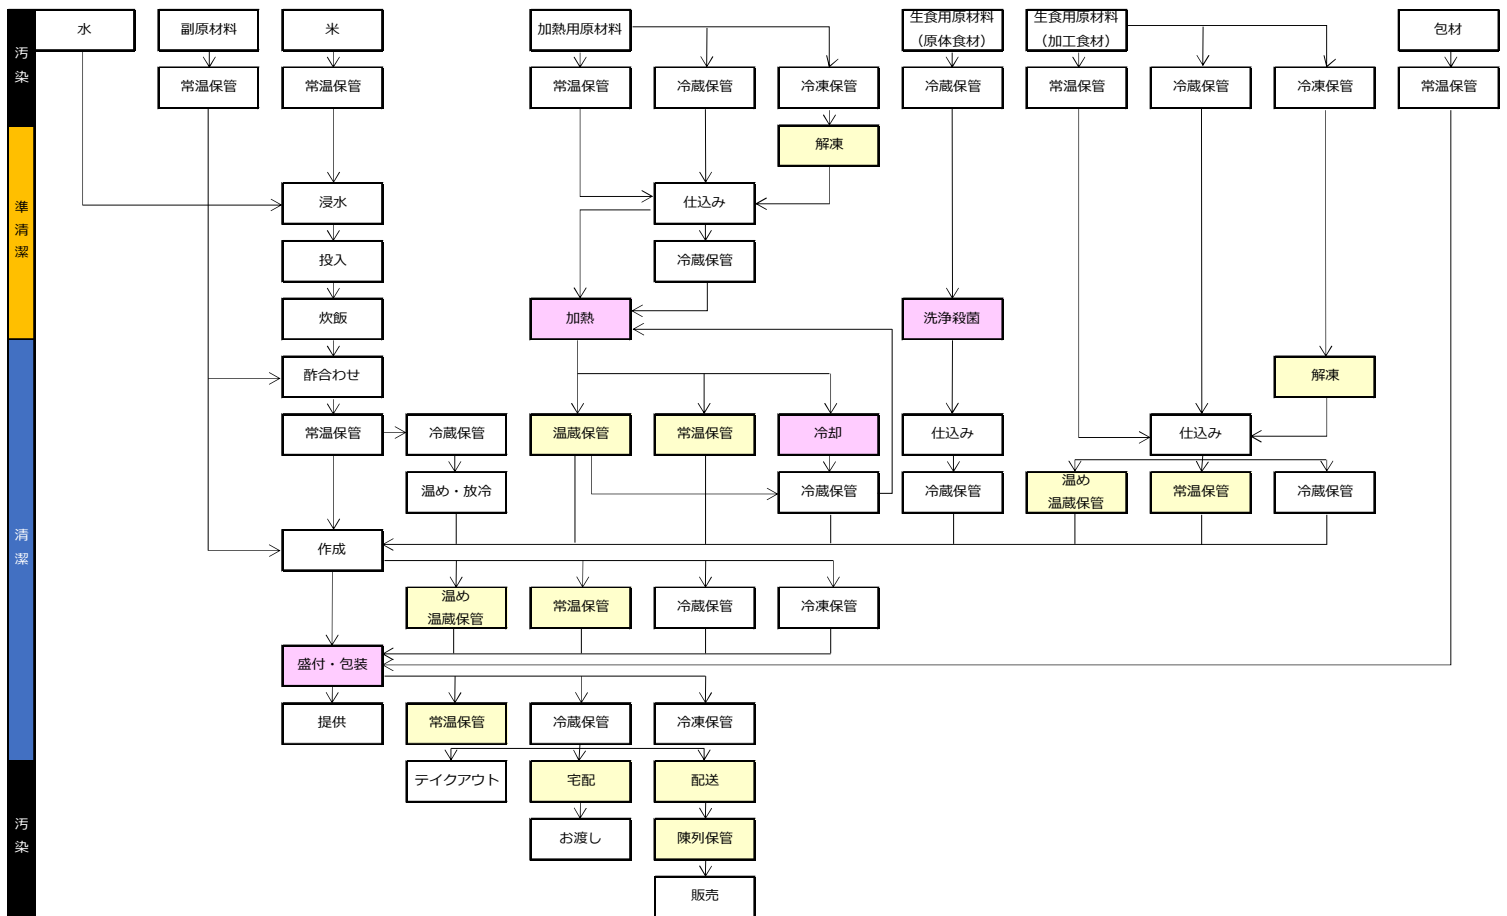 水
副原材料
米
加熱用原材料
生食用原材料
（原体食材）
生食用原材料
（加工食材）
包材
汚
染
常温保管
常温保管
常温保管
冷蔵保管
冷凍保管
冷蔵保管
常温保管
冷蔵保管
冷凍保管
常温保管
解凍
準
清
潔
浸水
仕込み
投入
冷蔵保管
炊飯
加熱
洗浄殺菌
酢合わせ
解凍
常温保管
冷蔵保管
温蔵保管
常温保管
冷却
仕込み
仕込み
温め・放冷
冷蔵保管
冷蔵保管
温め
温蔵保管
常温保管
冷蔵保管
清
潔
作成
温め
温蔵保管
常温保管
冷蔵保管
冷凍保管
盛付・包装
提供
常温保管
冷蔵保管
冷凍保管
テイクアウト
宅配
配送
汚
染
お渡し
陳列保管
販売